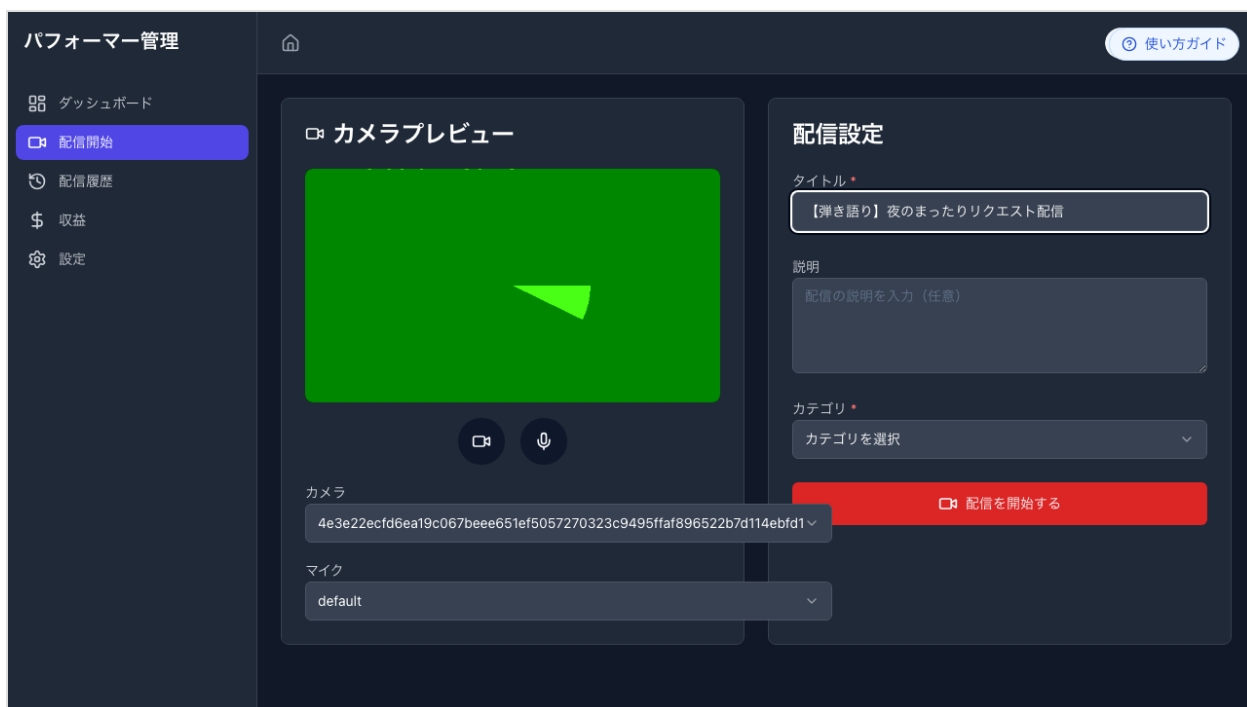 パフォーマー管理
使い方ガイド
ダッシュボード
配信開始
配信履歴
収益
設定
カメラプレビュー
カメラ
4e3e22ecfd6ea19c067beee651ef5057270323c9495ffaf896522b7d114ebfd1
マイク
default
配信設定
タイトル *
【弾き語り】夜のまったりリクエスト配信
説明
配信の説明を入力（任意）
カテゴリ *
カテゴリを選択
配信を開始する